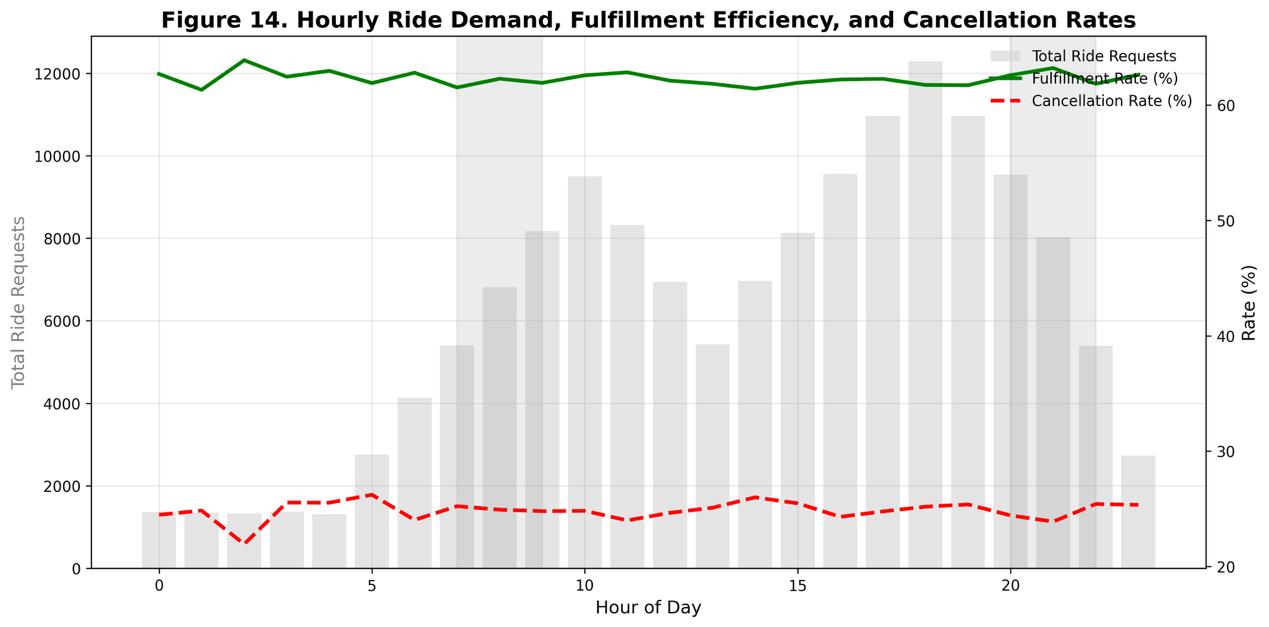 Figure 14. Hourly Ride Demand, Fulfillment Efficiency, and Cancellation Rates
Total Ride Requests
Fulfillment Rate (%)
Cancellation Rate (%)
12000
10000
8000
6000
4000
2000
0
Total Ride Requests
60
50
40
30
20
Rate (%)
0 5 10 15 20
Hour of Day